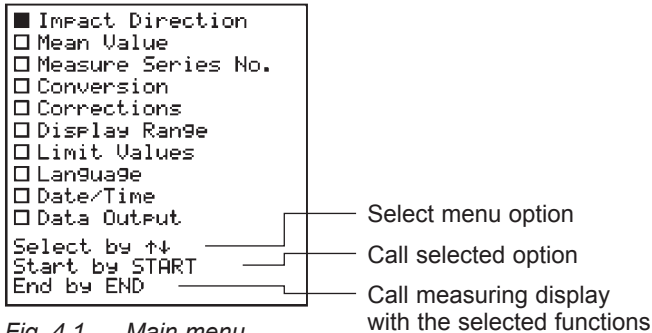 ■ Impact Direction
□ Mean Value
□ Measure Series No.
□ Conversion
□ Corrections
□ Display Range
□ Limit Values
□ Language
□ Date/Time
□ Data Output
Select by ↑↓
Start by START
End by END
Select menu option
Call selected option
Call measuring display
with the selected functions
Fig. 4.1 Main menu